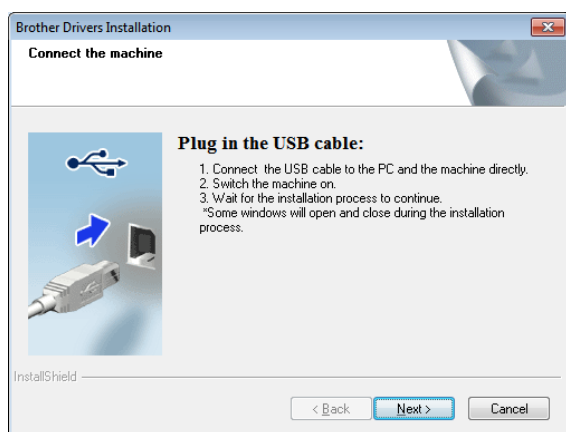 Brother Drivers Installation
Connect the machine
Plug in the USB cable:
1. Connect the USB cable to the PC and the machine directly.
2. Switch the machine on.
3. Wait for the installation process to continue.
*Some windows will open and close during the installation
process.
InstallShield
< Back Next > Cancel